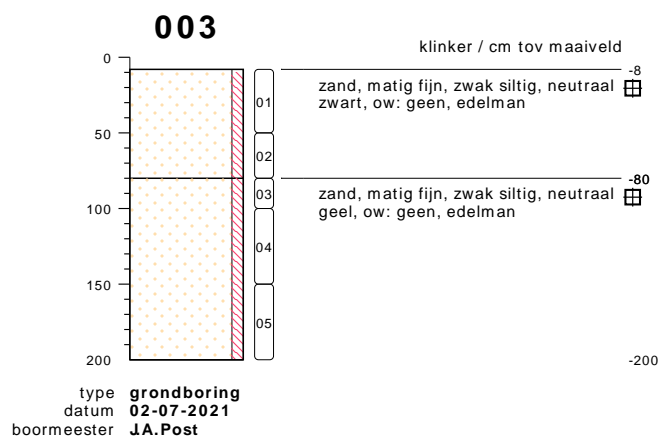 003
klinker / cm tov maaiveld
0
-8
zand, matig fijn, zwak siltig, neutraal
zwart, ow: geen, edelman
01
50
02
-80
zand, matig fijn, zwak siltig, neutraal
geel, ow: geen, edelman
03
100
04
150
05
200
-200
type grondboring
datum 02-07-2021
boormeester J.A.Post